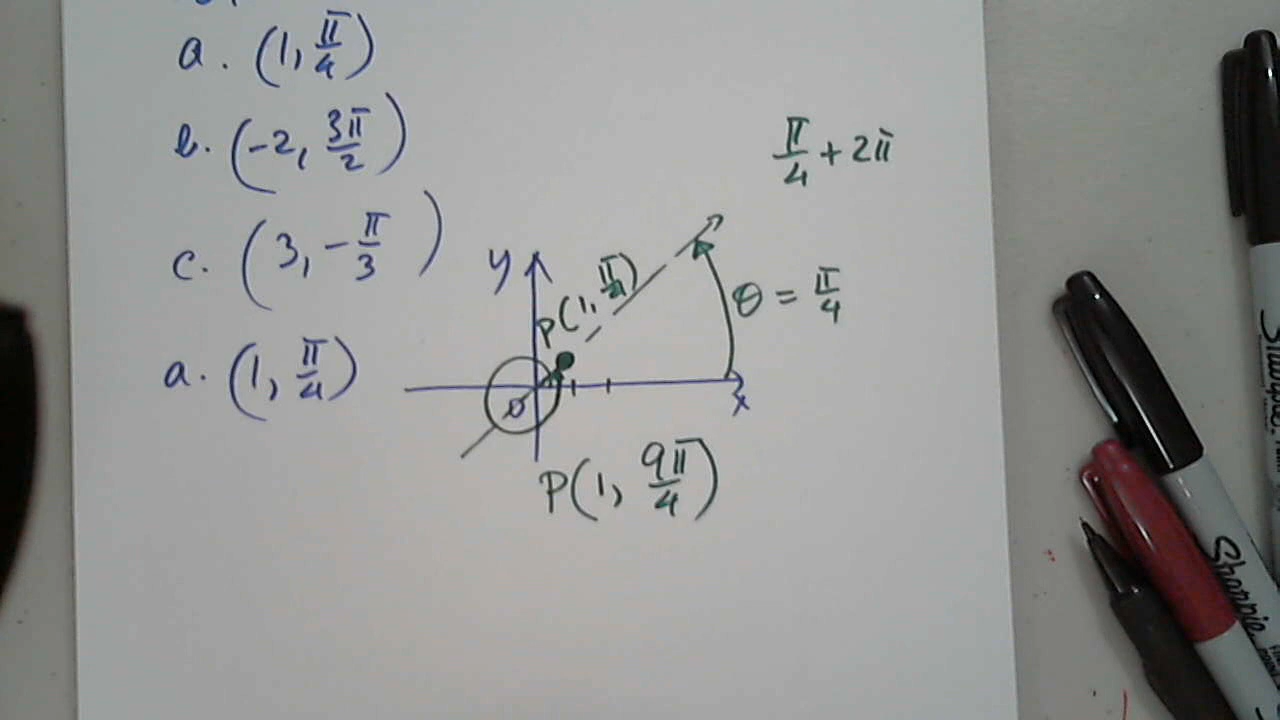 a. (1, π/4)
b. (-2, 3π/2)
c. (3, -π/3)
π/4 + 2π
y
P(1, π/4)
θ = π/4
a. (1, π/4)
O
x
P(1, 9π/4)
Sharpie
Sharpie